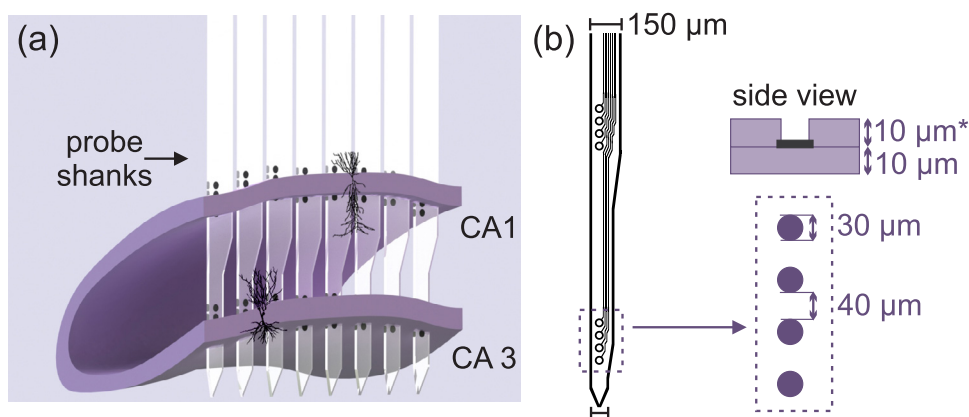 (a)
probe
shanks
CA1
CA 3
(b)
150 µm
side view
10 µm*
10 µm
30 µm
40 µm